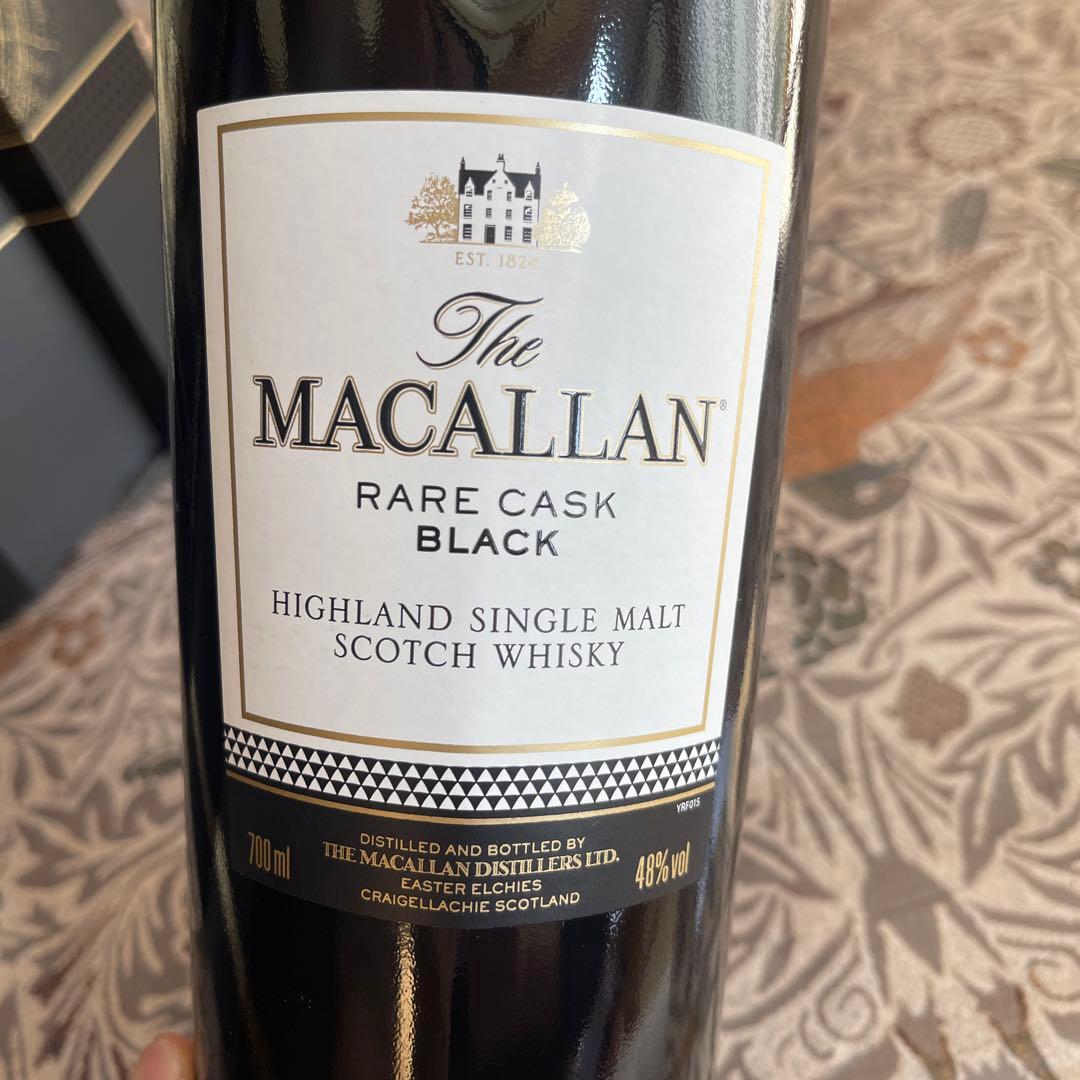 EST. 1824
The
MACALLAN®
RARE CASK
BLACK
HIGHLAND SINGLE MALT
SCOTCH WHISKY
YRF015
700 ml
DISTILLED AND BOTTLED BY
THE MACALLAN DISTILLERS LTD.
EASTER ELCHIES
CRAIGELLACHIE SCOTLAND
48% vol